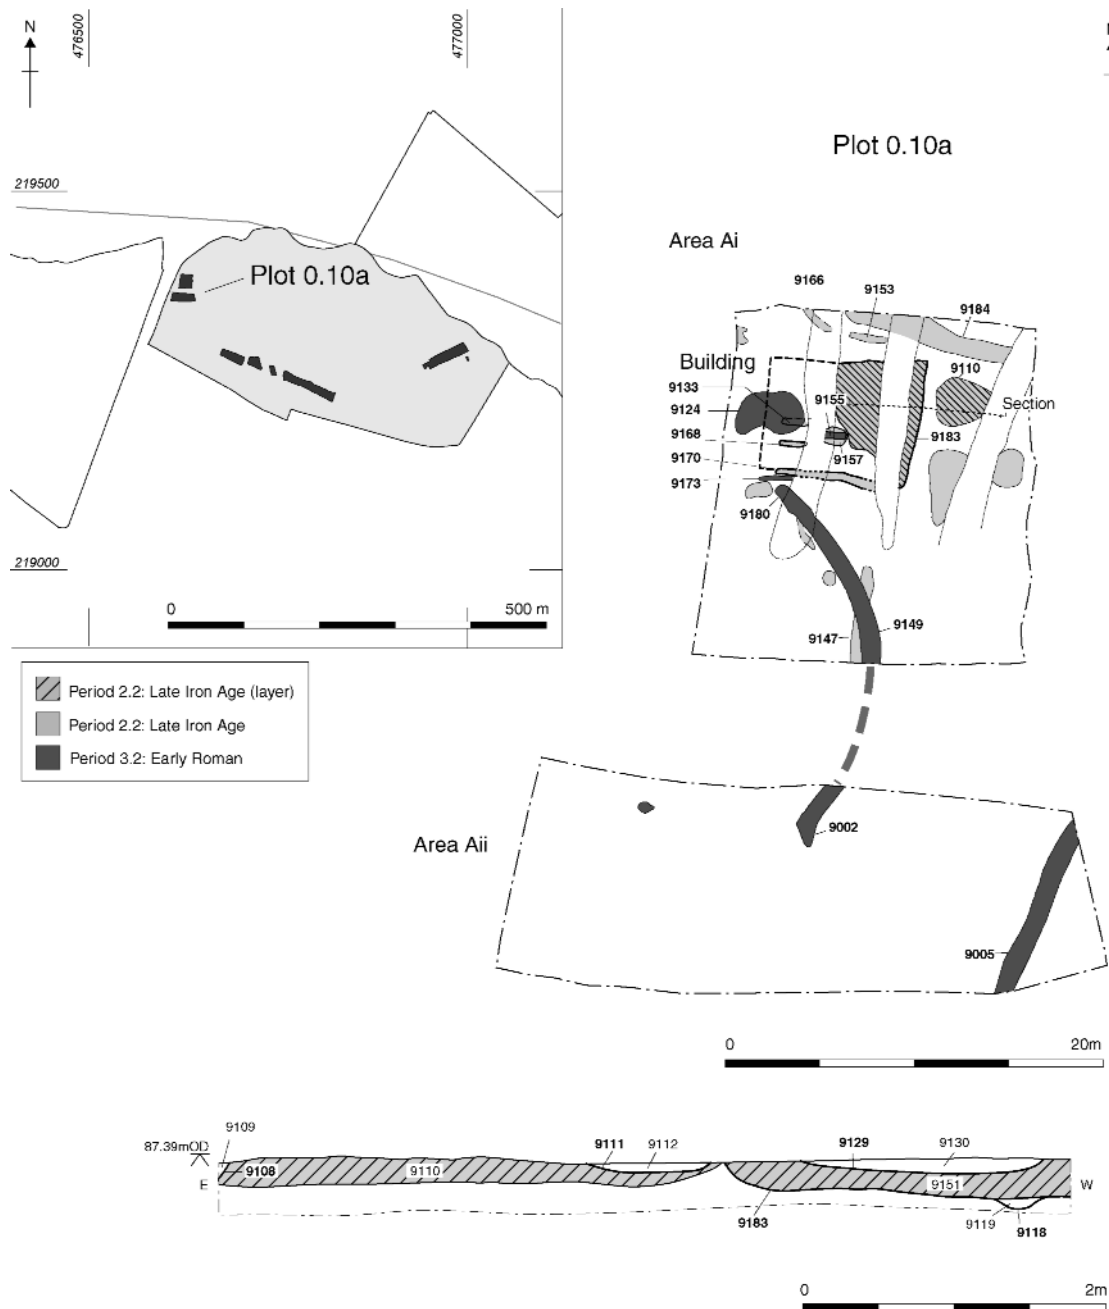 N
476500
477000
219500
Plot 0.10a
219000
0 500 m
Period 2.2: Late Iron Age (layer)
Period 2.2: Late Iron Age
Period 3.2: Early Roman
Plot 0.10a
Area Ai
9166
9153
9184
Building
9110
9133
9155
Section
9124
9168
9183
9170
9157
9173
9180
9149
9147
Area Aii
9002
9005
0 20m
9109
87.39mOD
9111
9112
9129
9130
9108
9110
9151
E
W
9183
9119
9118
0 2m